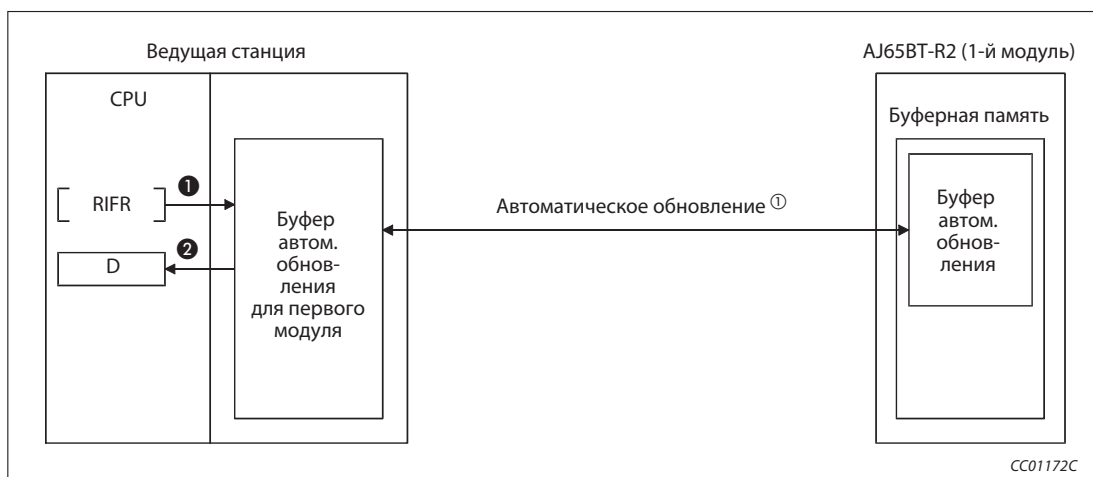 Ведущая станция
AJ65BT-R2 (1-й модуль)
CPU
Буферная память
RIFR
❶
D
❷
Буфер
автом.
обнов-
ления
для первого
модуля
Автоматическое обновление ①
Буфер
автом.
обнов-
ления
CC01172C